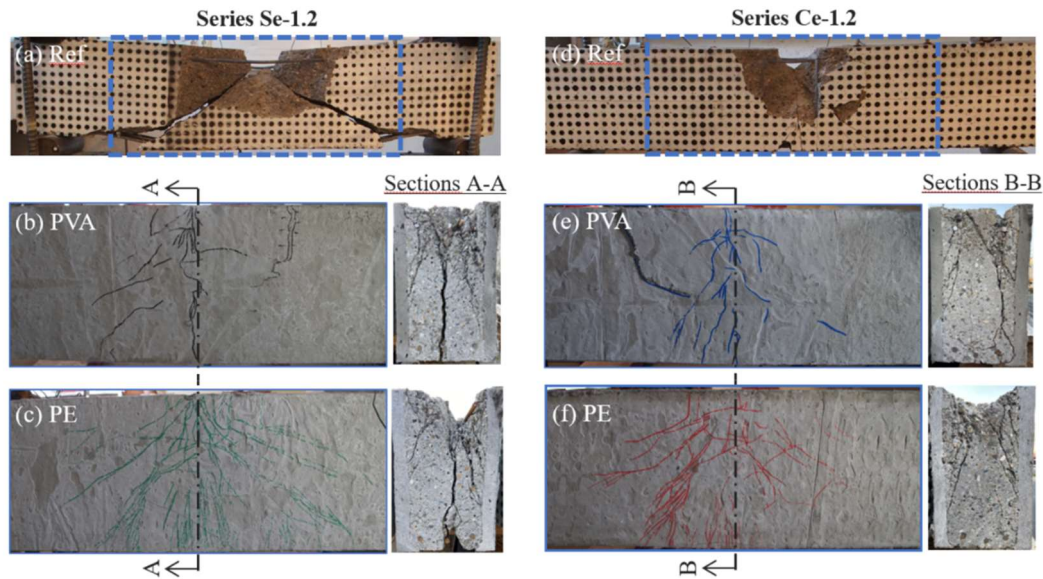 Series Se-1.2
Series Ce-1.2
(a) Ref
(d) Ref
A
Sections A-A
B
Sections B-B
(b) PVA
(e) PVA
(c) PE
(f) PE
A
B